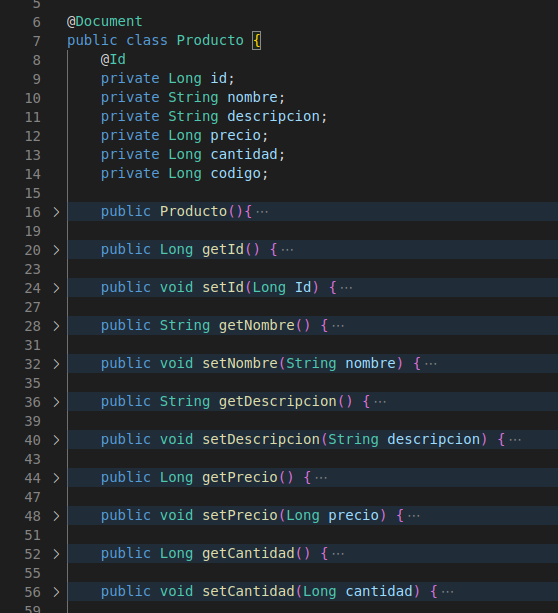 5
6 @Document
7 public class Producto {
8 @Id
9 private Long id;
10 private String nombre;
11 private String descripcion;
12 private Long precio;
13 private Long cantidad;
14 private Long codigo;
15
16 > public Producto(){ ···
19
20 > public Long getId() { ···
23
24 > public void setId(Long Id) { ···
27
28 > public String getNombre() { ···
31
32 > public void setNombre(String nombre) { ···
35
36 > public String getDescripcion() { ···
39
40 > public void setDescripcion(String descripcion) { ···
43
44 > public Long getPrecio() { ···
47
48 > public void setPrecio(Long precio) { ···
51
52 > public Long getCantidad() { ···
55
56 > public void setCantidad(Long cantidad) { ···
59